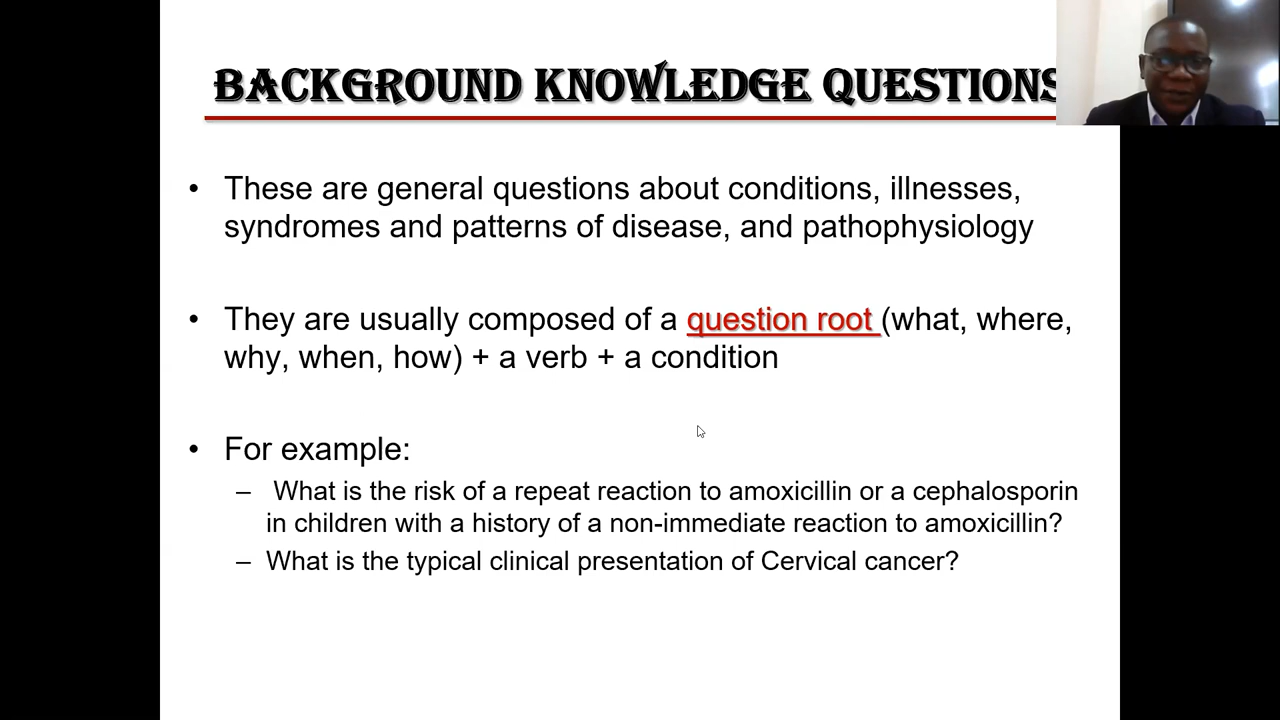 BACKGROUND KNOWLEDGE QUESTIONS
• These are general questions about conditions, illnesses,
syndromes and patterns of disease, and pathophysiology
• They are usually composed of a question root (what, where,
why, when, how) + a verb + a condition
• For example:
– What is the risk of a repeat reaction to amoxicillin or a cephalosporin
in children with a history of a non-immediate reaction to amoxicillin?
– What is the typical clinical presentation of Cervical cancer?